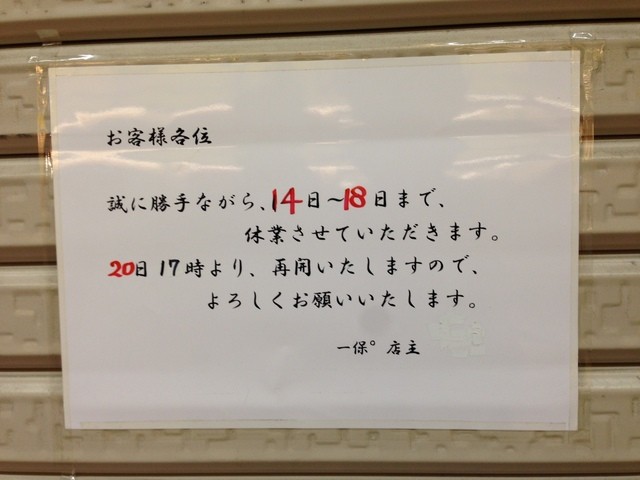 お客様各位
誠に勝手ながら、14日～18日まで、
休業させていただきます。
20日17時より、再開いたしますので、
よろしくお願いいたします。
一保° 店主